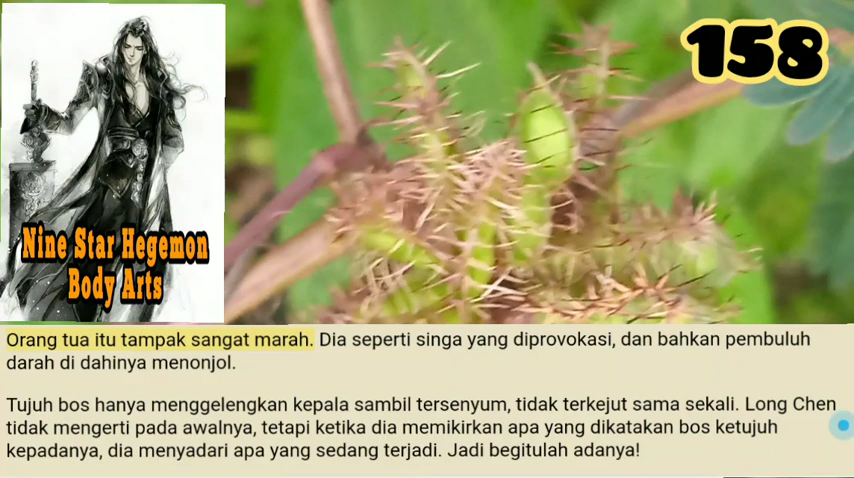 158
Nine Star Hegemon
Body Arts
Orang tua itu tampak sangat marah. Dia seperti singa yang diprovokasi, dan bahkan pembuluh
darah di dahinya menonjol.
Tujuh bos hanya menggelengkan kepala sambil tersenyum, tidak terkejut sama sekali. Long Chen
tidak mengerti pada awalnya, tetapi ketika dia memikirkan apa yang dikatakan bos ketujuh
kepadanya, dia menyadari apa yang sedang terjadi. Jadi begitulah adanya!